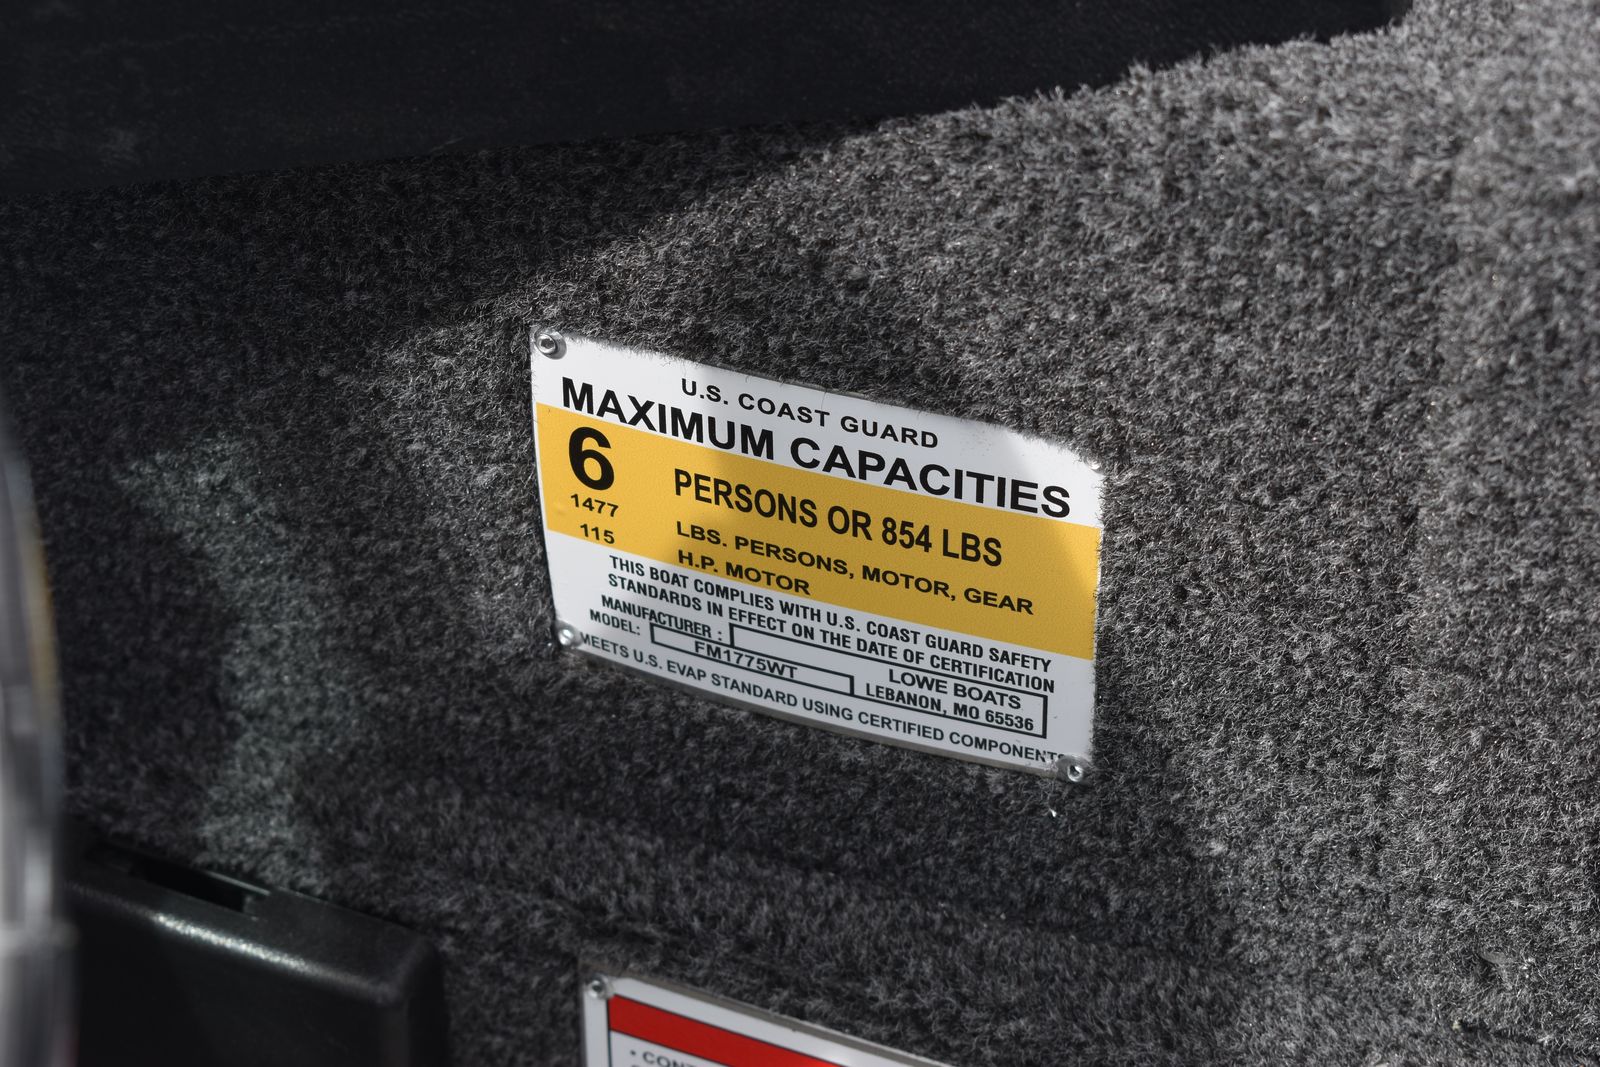 U.S. COAST GUARD
MAXIMUM CAPACITIES
6 PERSONS OR 854 LBS
1477 LBS. PERSONS, MOTOR, GEAR
115 H.P. MOTOR
THIS BOAT COMPLIES WITH U.S. COAST GUARD SAFETY
STANDARDS IN EFFECT ON THE DATE OF CERTIFICATION
MANUFACTURER : LOWE BOATS
LEBANON, MO 65536
MODEL: FM1775WT
MEETS U.S. EVAP STANDARD USING CERTIFIED COMPONENTS